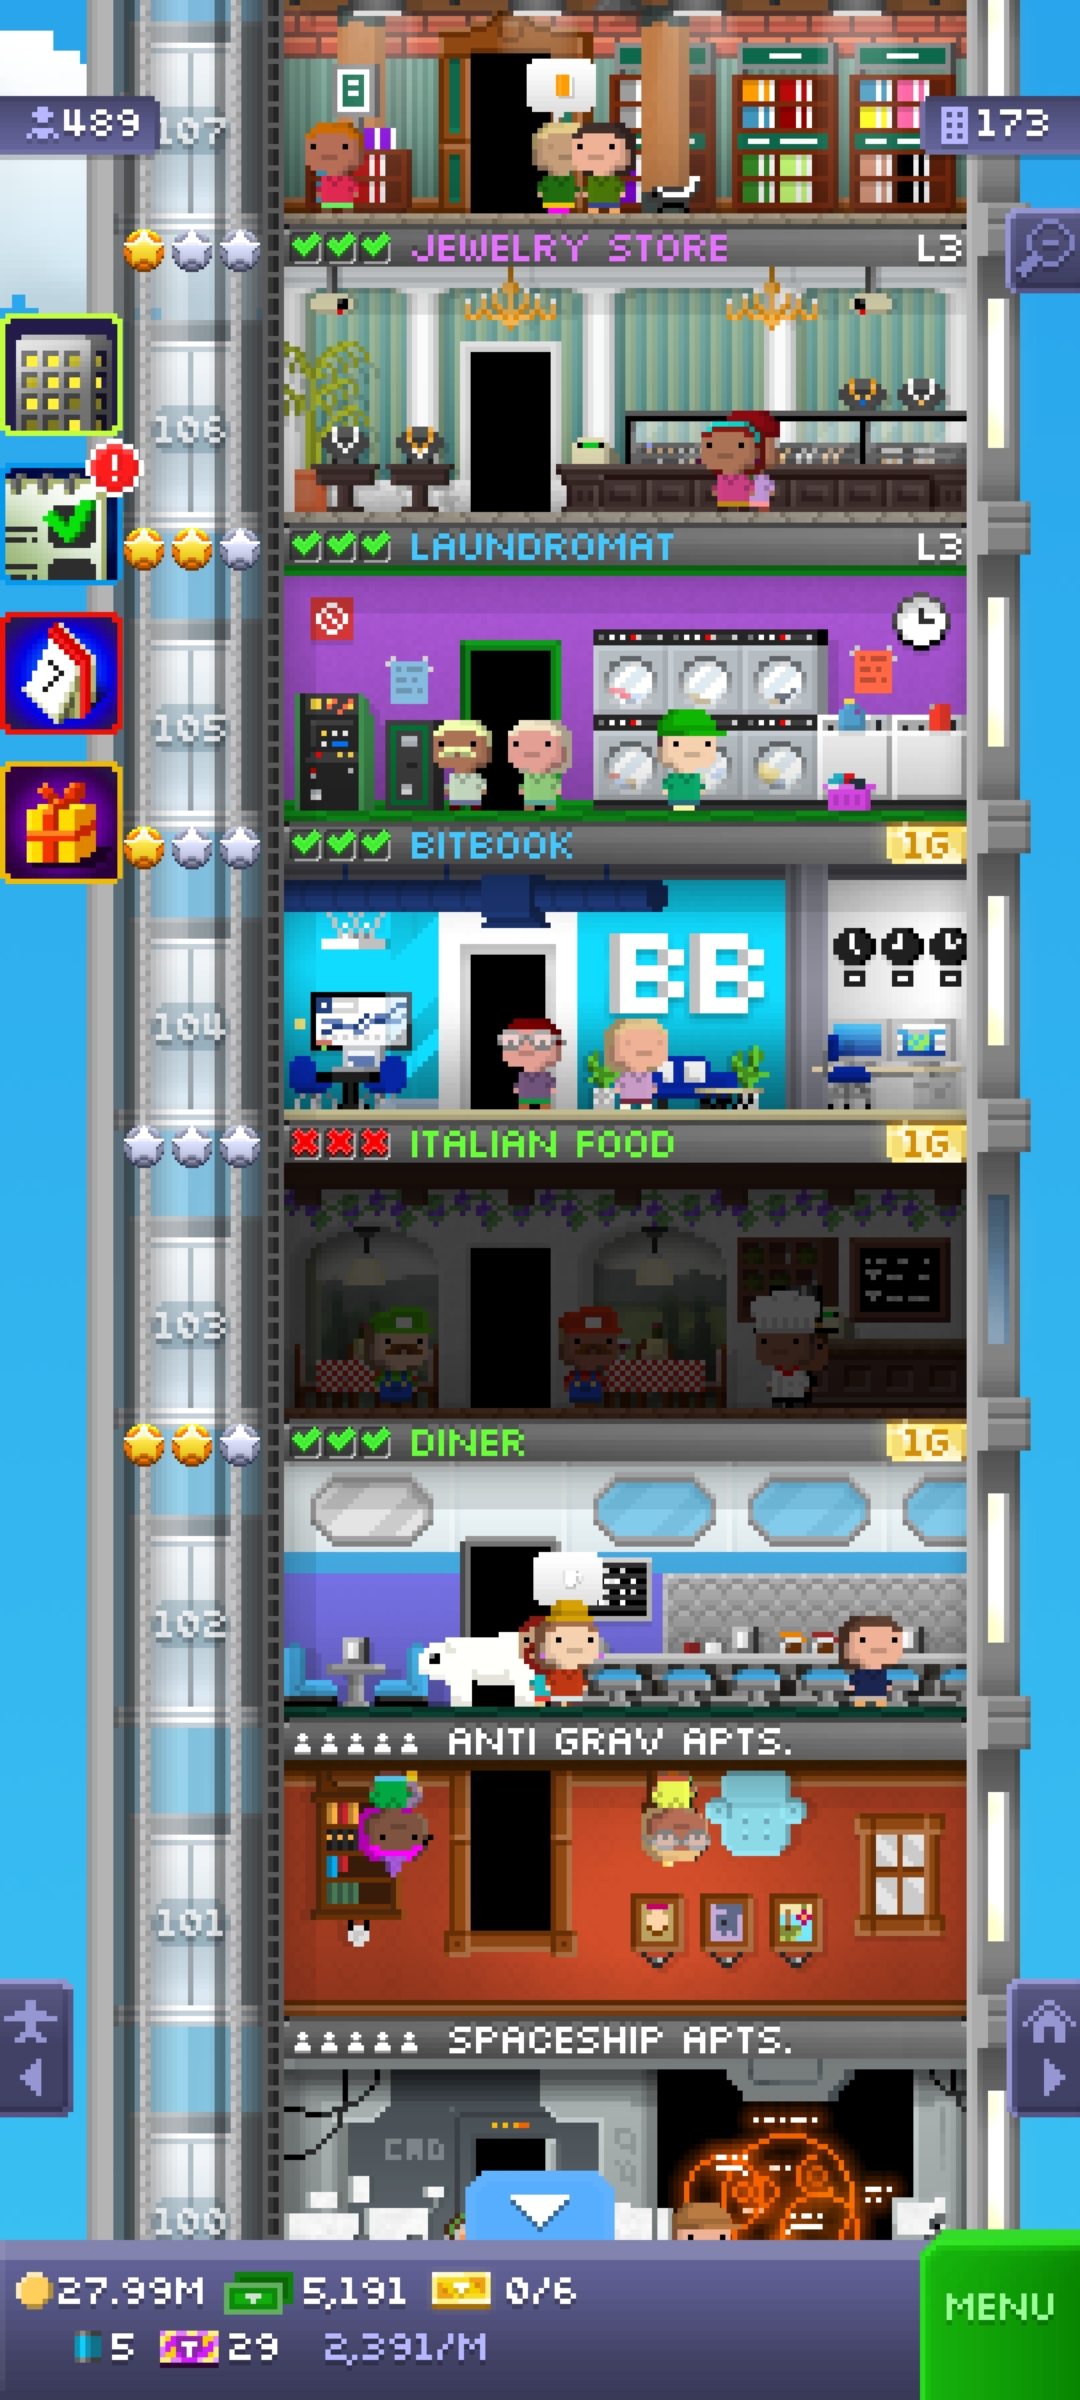 489
107
173
JEWELRY STORE L3
106
LAUNDROMAT L3
105
BITBOOK 1G
BB
104
ITALIAN FOOD 1G
103
DINER 1G
102
ANTI GRAV APTS.
101
SPACESHIP APTS.
CAD
100
27.99M 5,191 0/6
5 T 29 2,391/M
MENU